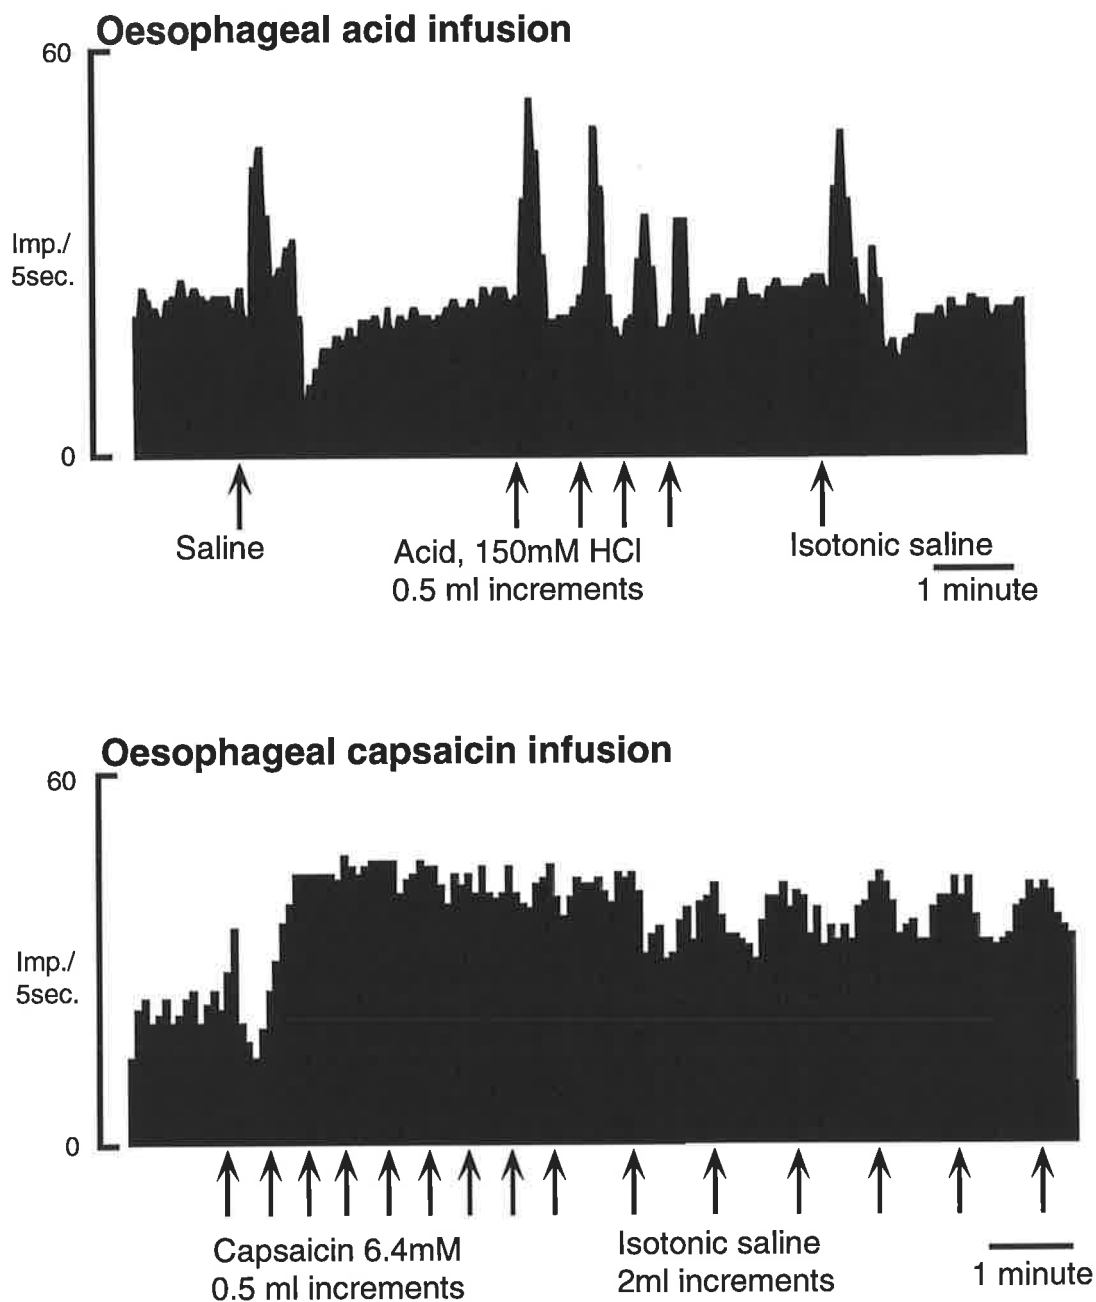 Oesophageal acid infusion
60
Imp./
5sec.
0
Saline
Acid, 150mM HCl
0.5 ml increments
Isotonic saline
1 minute
Oesophageal capsaicin infusion
60
Imp./
5sec.
0
Capsaicin 6.4mM
0.5 ml increments
Isotonic saline
2ml increments
1 minute